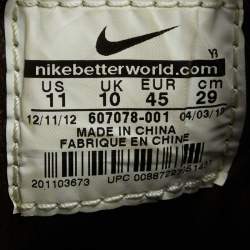 nikebetterworld.com
US UK EUR cm
11 10 45 29
12/11/12 607078-001 04/03/1
MADE IN CHINA
FABRIQUE EN CHINE
201103673 UPC